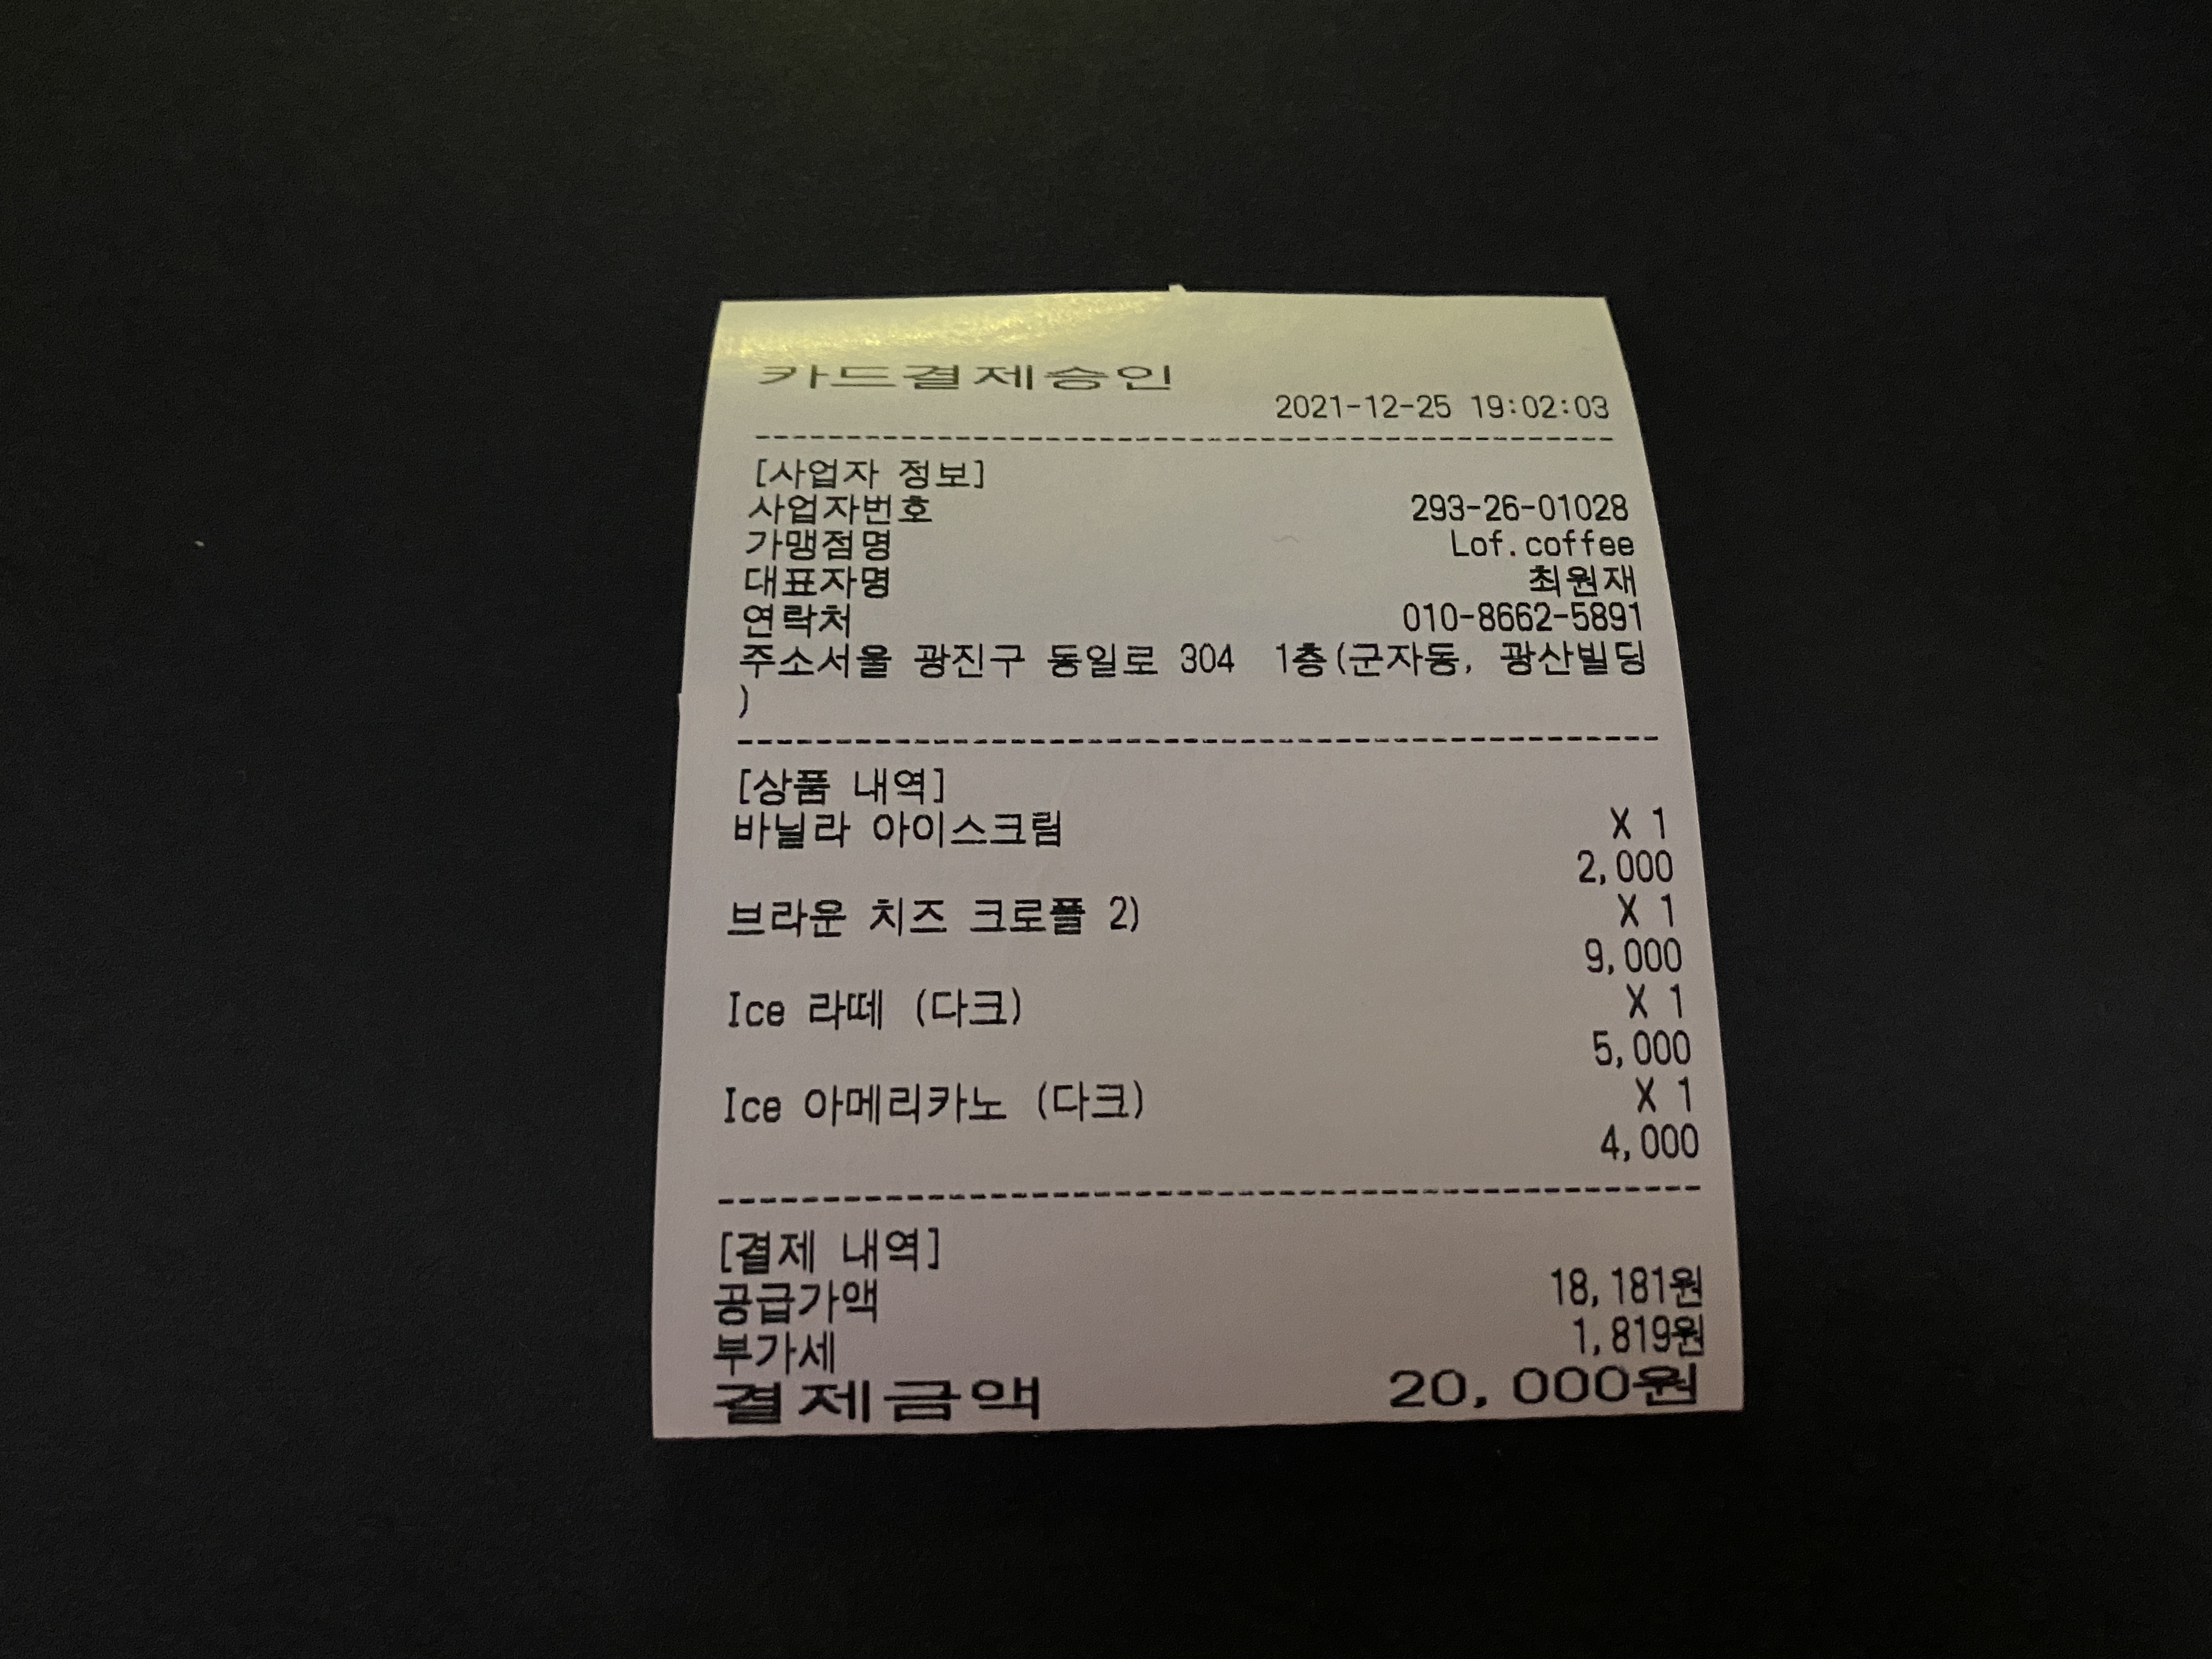 카드결제승인
2021-12-25 19:02:03
[사업자 정보]
사업자번호 293-26-01028
가맹점명 Lof.coffee
대표자명 최원재
연락처 010-8662-5891
주소서울 광진구 동일로 304 1층(군자동, 광산빌딩
)
[상품 내역]
바닐라 아이스크림 X 1
2,000
브라운 치즈 크로플 2) X 1
9,000
Ice 라떼 (다크) X 1
5,000
Ice 아메리카노 (다크) X 1
4,000
[결제 내역]
공급가액 18,181원
부가세 1,819원
결제금액 20,000원